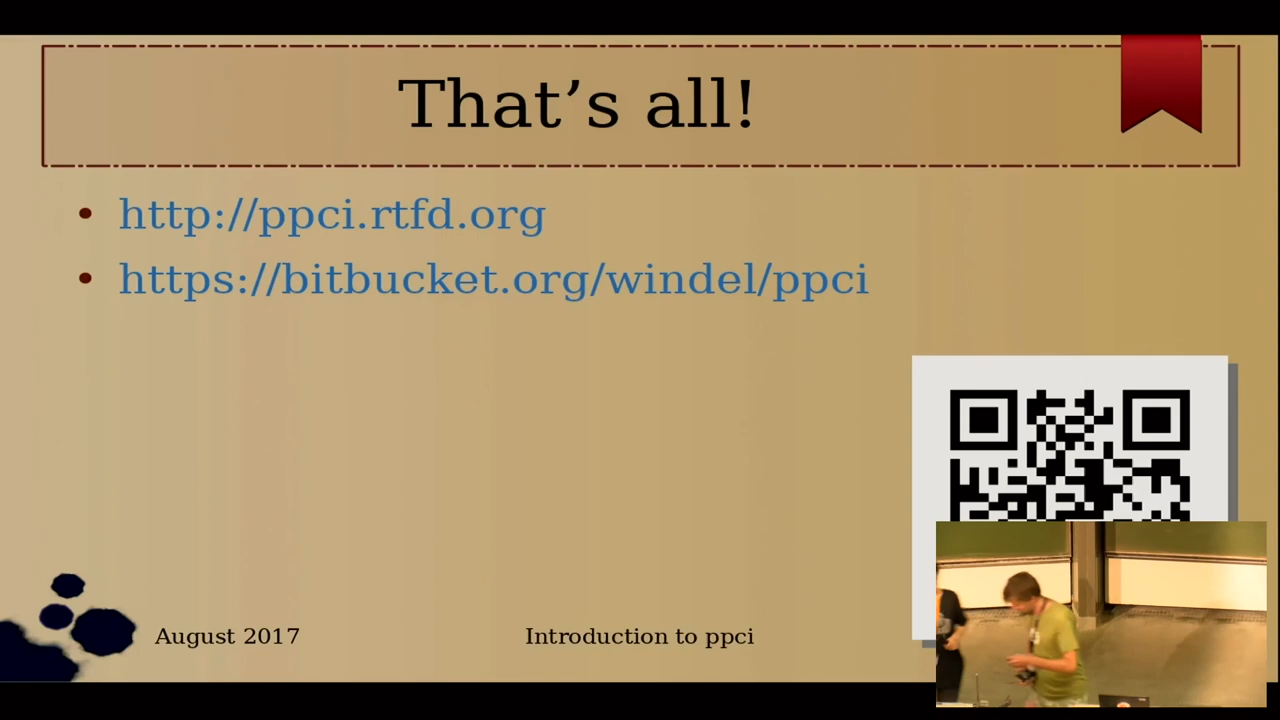 That’s all!
• http://ppci.rtfd.org
• https://bitbucket.org/windel/ppci
August 2017
Introduction to ppci